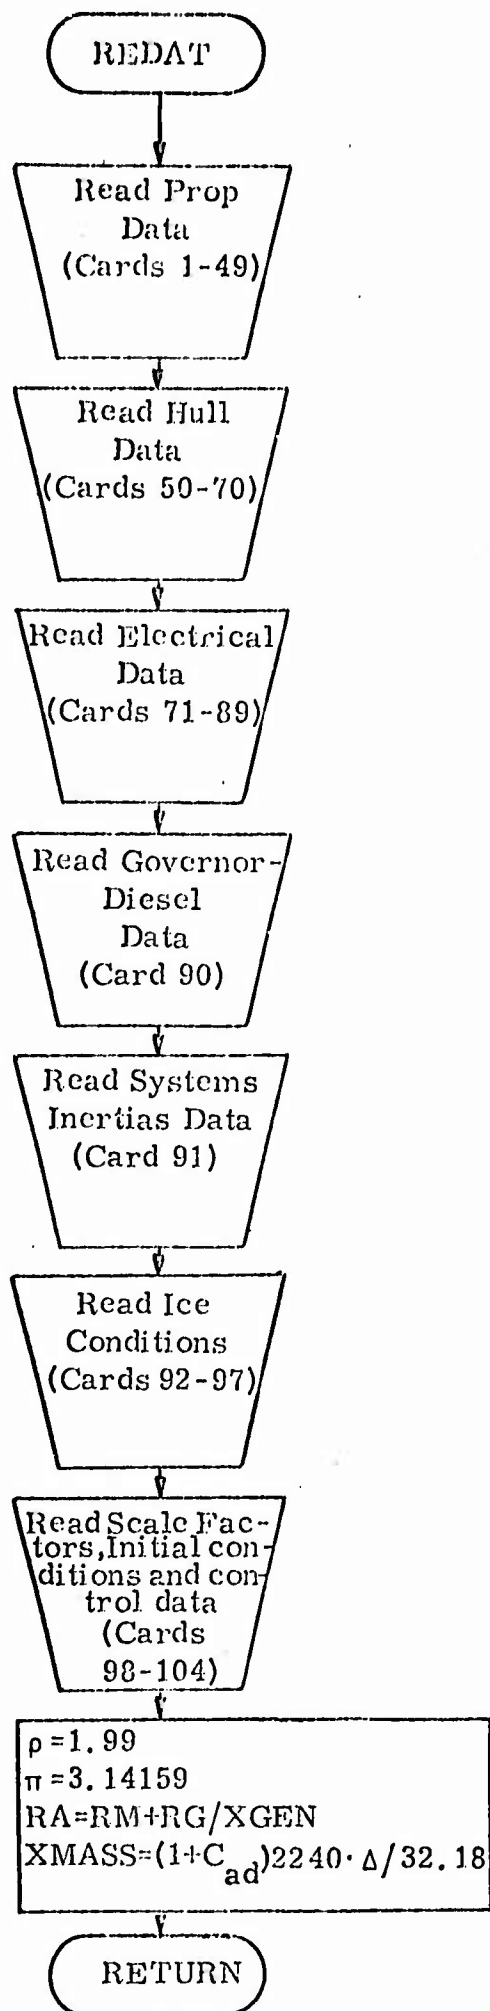 REDAT
Read Prop
Data
(Cards 1-49)
Read Hull
Data
(Cards 50-70)
Read Electrical
Data
(Cards 71-89)
Read Governor-
Diesel
Data
(Card 90)
Read Systems
Inertias Data
(Card 91)
Read Ice
Conditions
(Cards 92-97)
Read Scale Fac-
tors, Initial con-
ditions and con-
trol data
(Cards
98-104)
ρ=1.99
π=3.14159
RA=RM+RG/XGEN
XMASS=(1+C_ad)2240·Δ/32.18
RETURN